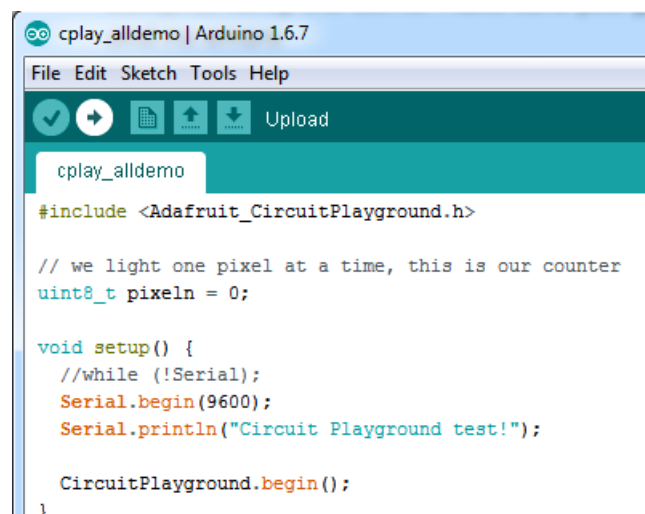 cplay_alldemo | Arduino 1.6.7
File Edit Sketch Tools Help
Upload
cplay_alldemo
#include <Adafruit_CircuitPlayground.h>
// we light one pixel at a time, this is our counter
uint8_t pixeln = 0;
void setup() {
//while (!Serial);
Serial.begin(9600);
Serial.println("Circuit Playground test!");
CircuitPlayground.begin();
}